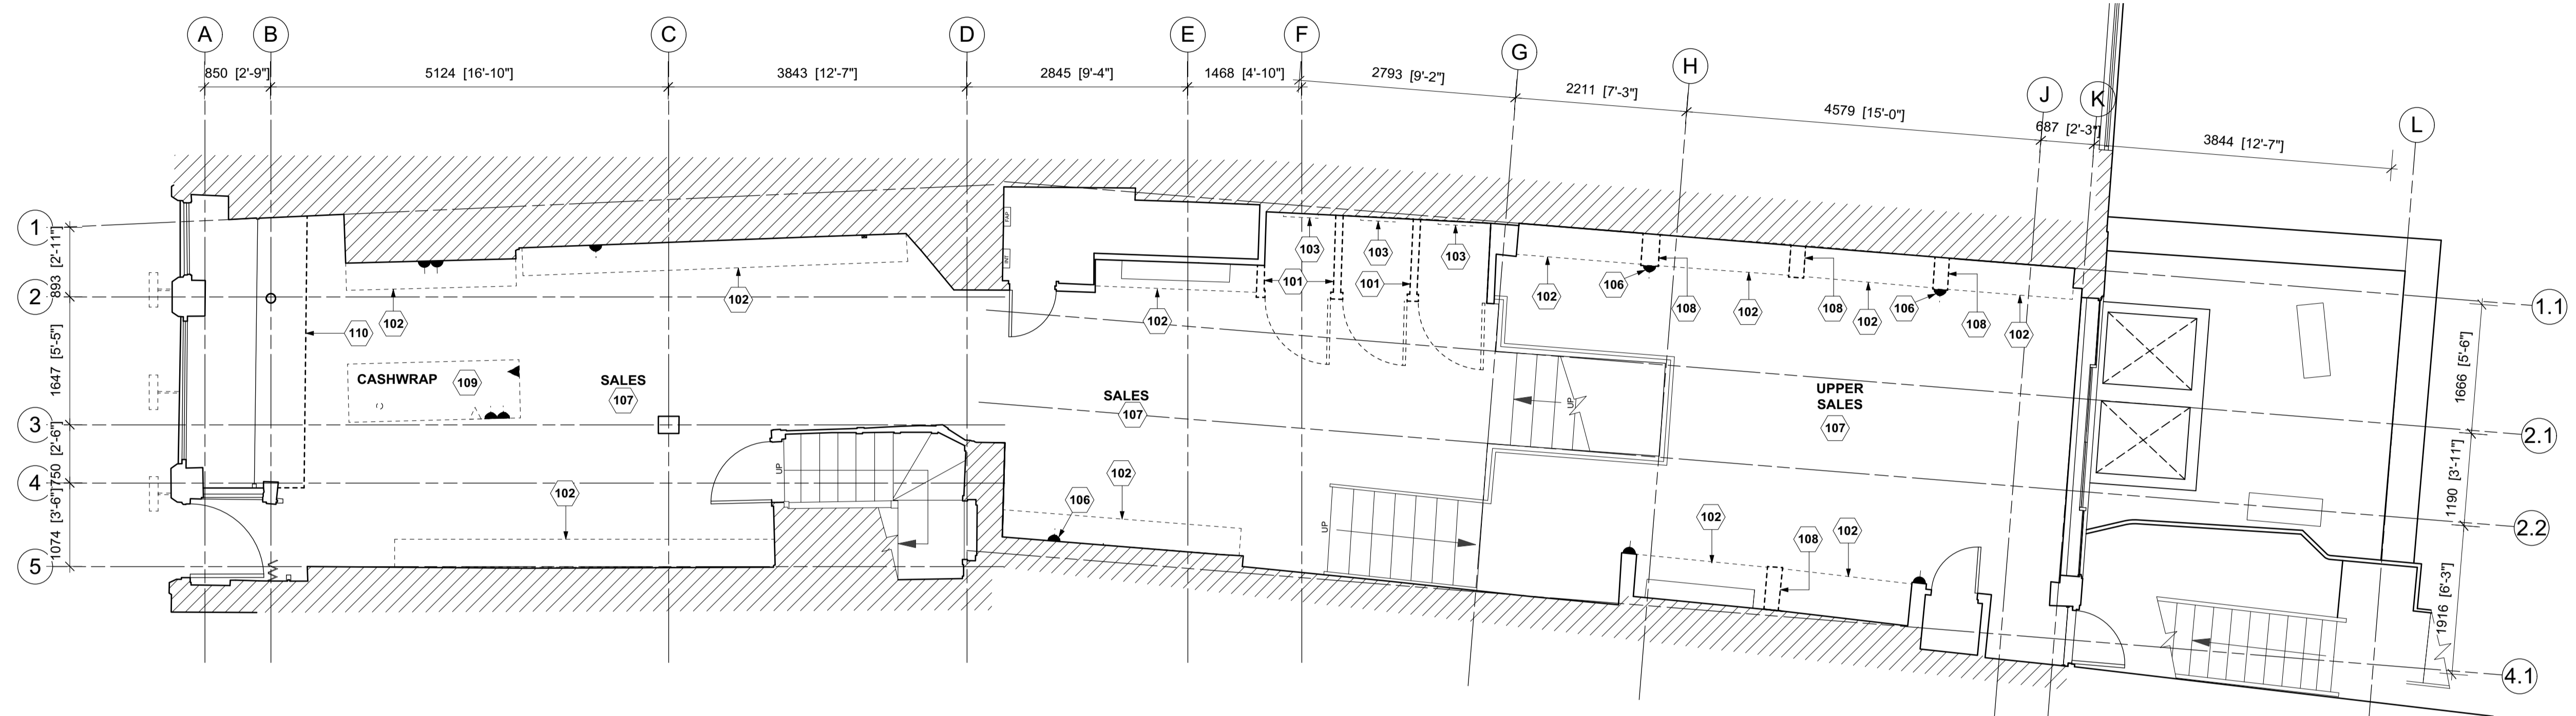 A
B
C
D
E
F
G
H
J
K
L
850 [2'-9"]
5124 [16'-10"]
3843 [12'-7"]
2845 [9'-4"]
1468 [4'-10"]
2793 [9'-2"]
2211 [7'-3"]
4579 [15'-0"]
687 [2'-3"]
3844 [12'-7"]
1
2
3
4
5
893 [2'-11"]
1647 [5'-5"]
750 [2'-6"]
1074 [3'-6"]
1.1
2.1
2.2
4.1
1666 [5'-6"]
1190 [3'-11"]
1916 [6'-3"]
FAP
INT
103
103
103
101
101
102
102
102
102
102
102
102
106
106
108
108
108
110
CASHWRAP
109
SALES
107
SALES
107
UPPER
SALES
107
UP
UP
UP
102
102
106
102
102
108